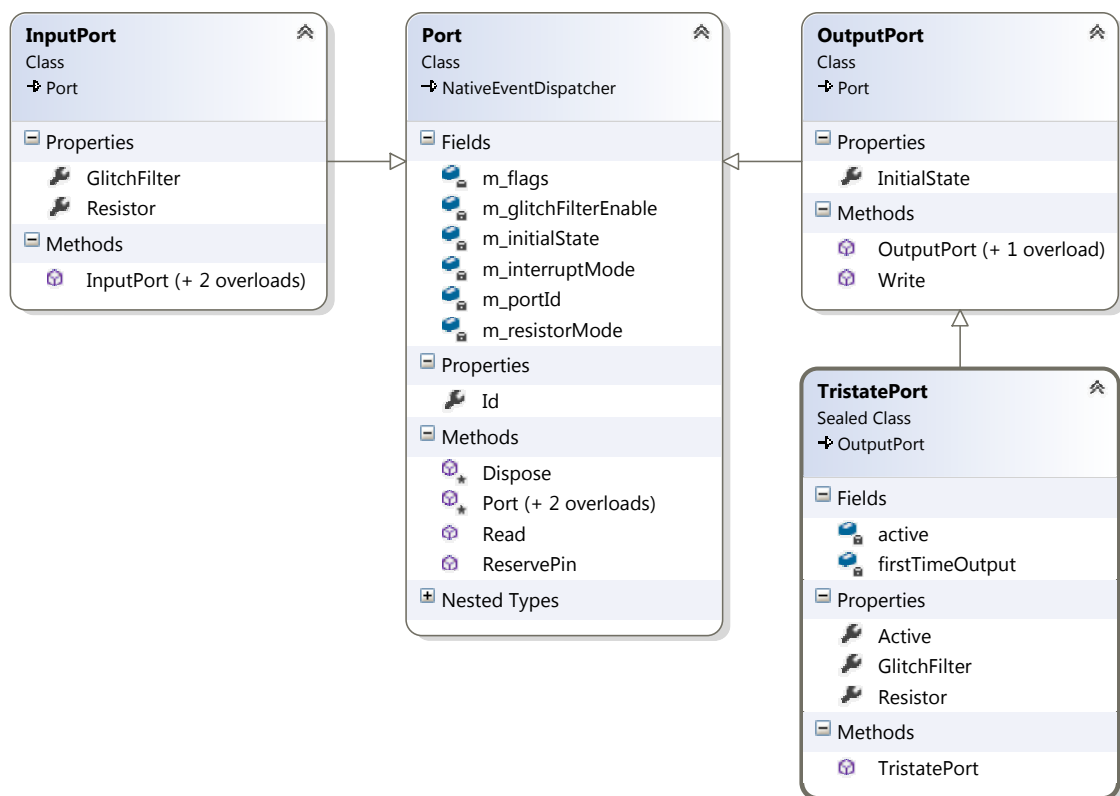 InputPort
Class
Port
Properties
GlitchFilter
Resistor
Methods
InputPort (+ 2 overloads)
Port
Class
NativeEventDispatcher
Fields
m_flags
m_glitchFilterEnable
m_initialState
m_interruptMode
m_portId
m_resistorMode
Properties
Id
Methods
Dispose
Port (+ 2 overloads)
Read
ReservePin
Nested Types
OutputPort
Class
Port
Properties
InitialState
Methods
OutputPort (+ 1 overload)
Write
TristatePort
Sealed Class
OutputPort
Fields
active
firstTimeOutput
Properties
Active
GlitchFilter
Resistor
Methods
TristatePort